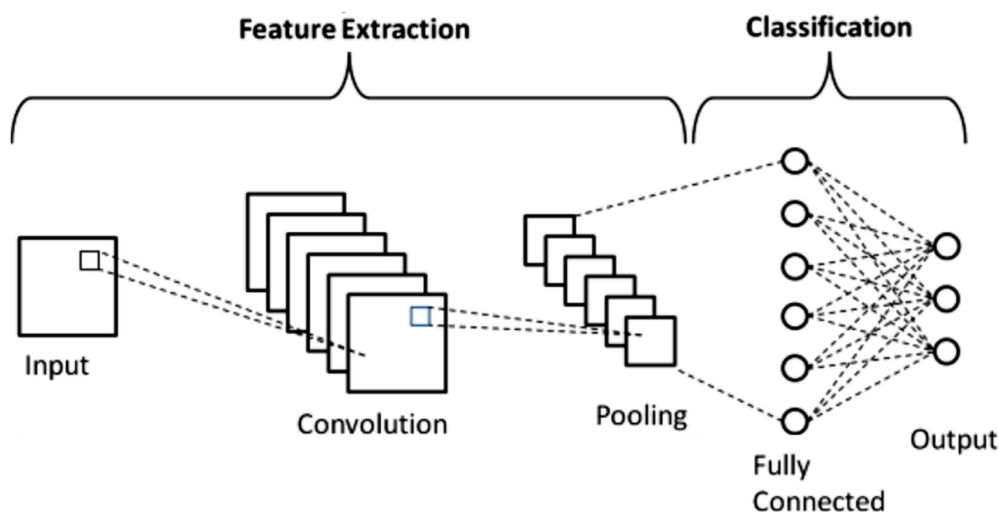 Feature Extraction
Classification
Input
Convolution
Pooling
Fully
Connected
Output